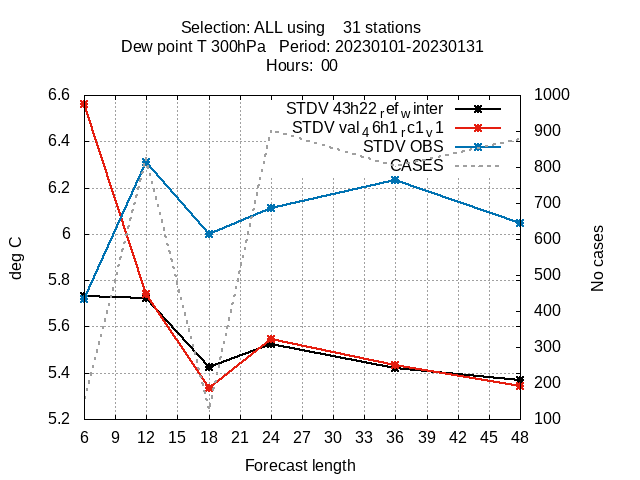 Selection: ALL using 31 stations
Dew point T 300hPa Period: 20230101-20230131
Hours: 00
STDV 43h22refwinter
STDV val46h1rc1v1
STDV OBS
CASES
6.6
6.4
6.2
6
5.8
5.6
5.4
5.2
deg C
1000
900
800
700
600
500
400
300
200
100
No cases
6 9 12 15 18 21 24 27 30 33 36 39 42 45 48
Forecast length